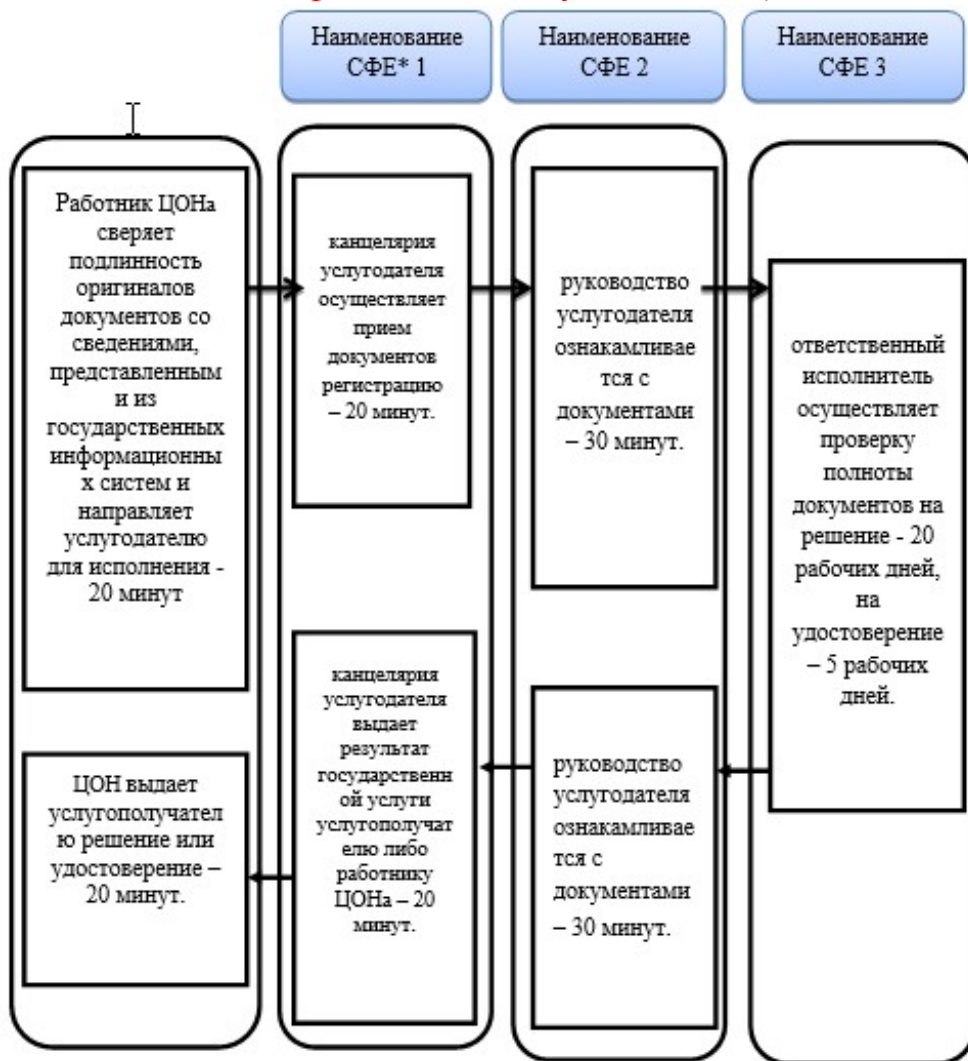 Наименование
СФЕ* 1
Наименование
СФЕ 2
Наименование
СФЕ 3
Работник ЦОНа
сверяет
подлинность
оригиналов
документов со
сведениями,
представленным
и из
государственных
информационны
х систем и
направляет
услугодателю
для исполнения -
20 минут
канцелярия
услугодателя
осуществляет
прием
документов
регистрацию
– 20 минут.
руководство
услугодателя
ознакамливае
тся с
документами
– 30 минут.
ответственный
исполнитель
осуществляет
проверку
полноты
документов на
решение - 20
рабочих дней,
на
удостоверение
– 5 рабочих
дней.
руководство
услугодателя
ознакамливае
тся с
документами
– 30 минут.
канцелярия
услугодателя
выдает
результат
государственн
ой услуги
услугополучат
елю либо
работнику
ЦОНа – 20
минут.
ЦОН выдает
услугополучател
ю решение или
удостоверение –
20 минут.